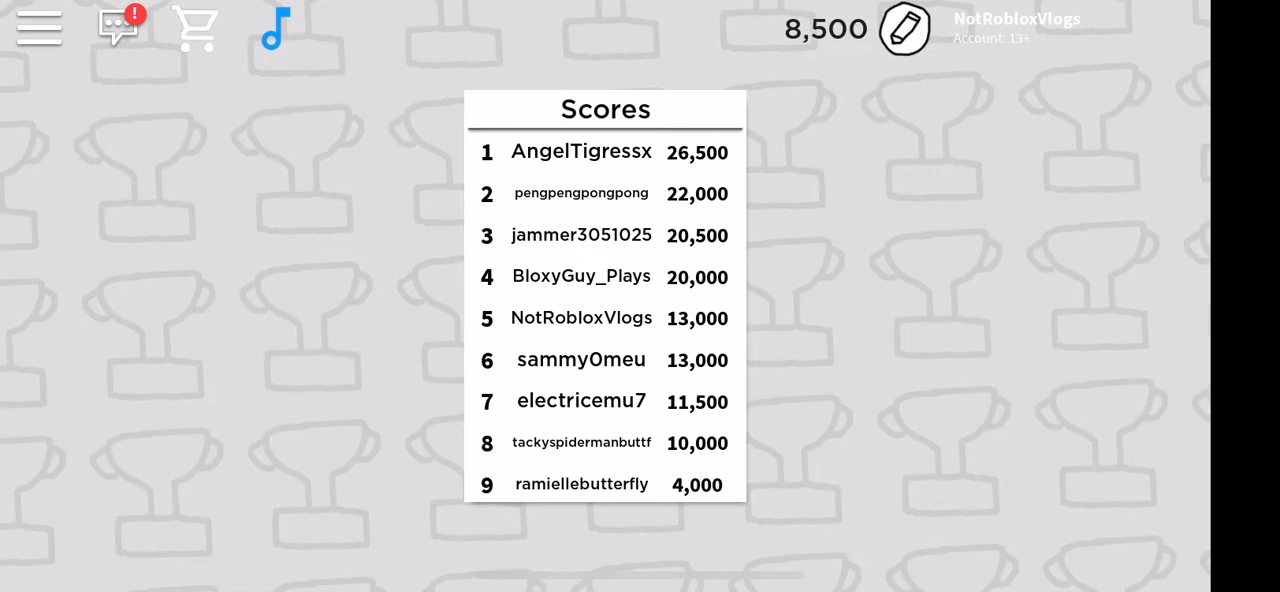 !
8,500
NotRobloxVlogs
Account: 13+
Scores
1 AngelTigressx 26,500
2 pengpengpongpong 22,000
3 jammer3051025 20,500
4 BloxyGuy_Plays 20,000
5 NotRobloxVlogs 13,000
6 sammy0meu 13,000
7 electricemu7 11,500
8 tackyspidermanbuttf 10,000
9 ramiellebutterfly 4,000